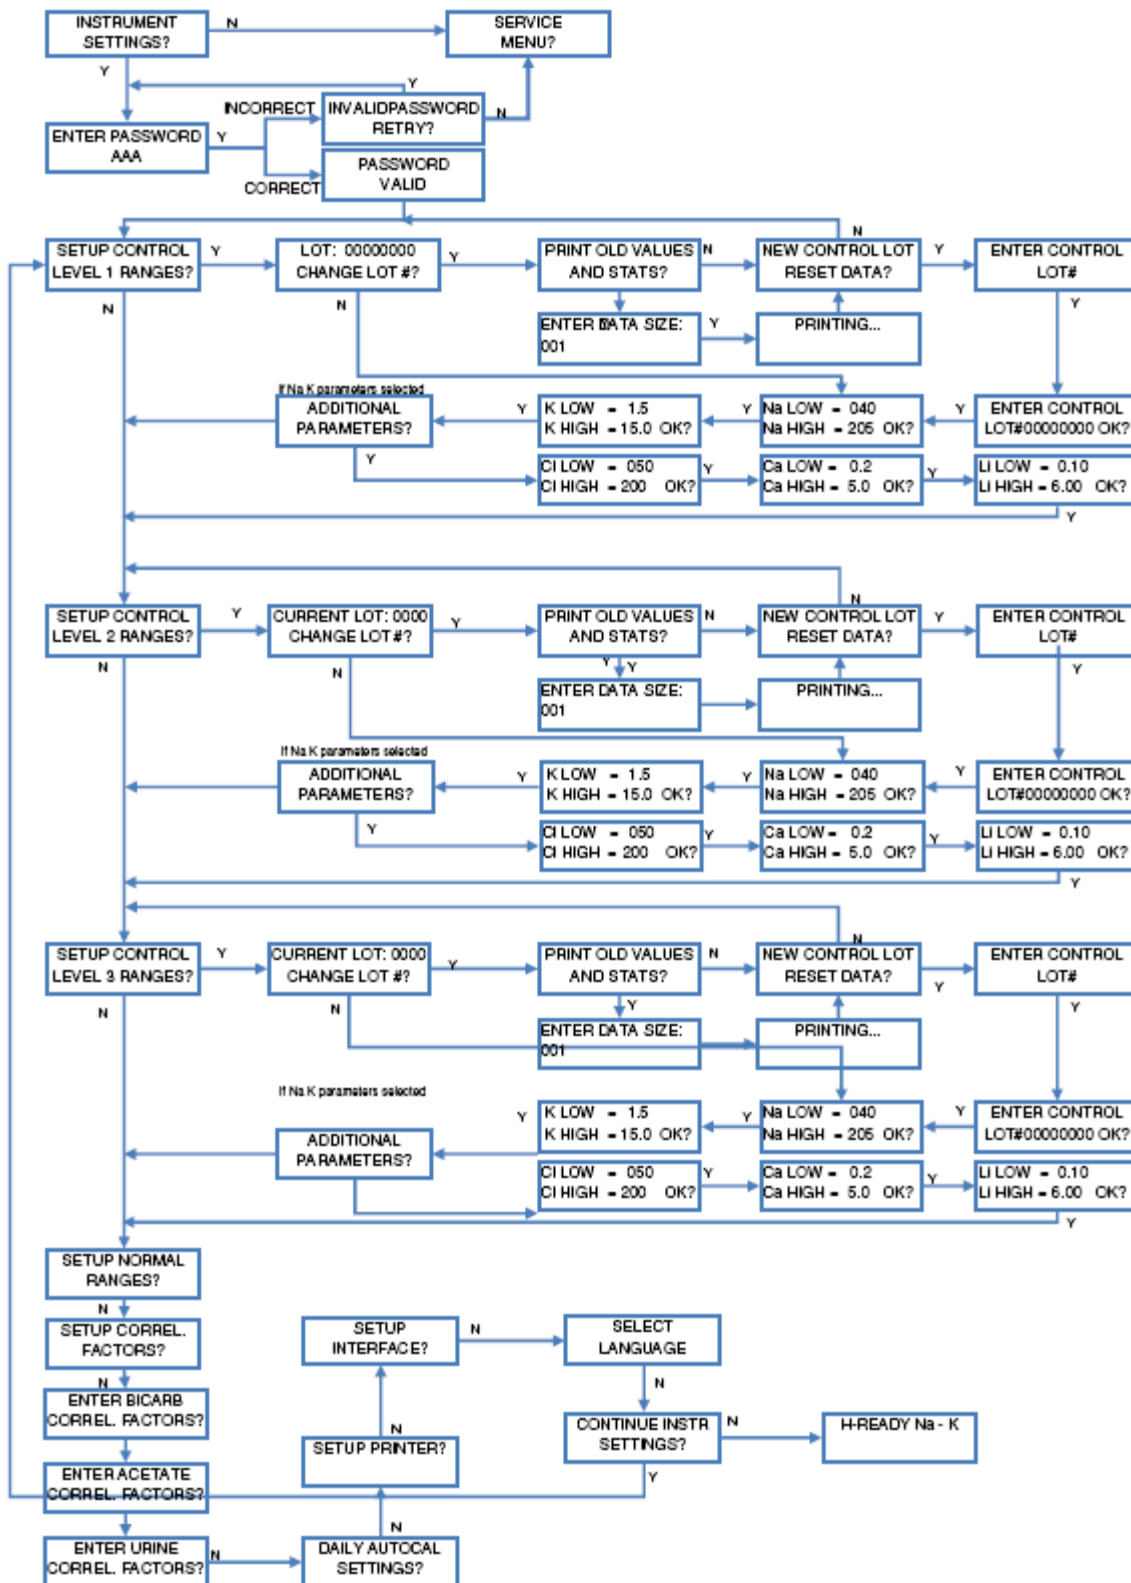 INSTRUMENT
SETTINGS?
N
SERVICE
MENU?
Y
Y
INCORRECT
INVALIDPASSWORD
RETRY?
N
ENTER PASSWORD
AAA
Y
PASSWORD
VALID
CORRECT
N
SETUP CONTROL
LEVEL 1 RANGES?
Y
LOT: 00000000
CHANGE LOT #?
Y
PRINT OLD VALUES
AND STATS?
N
NEW CONTROL LOT
RESET DATA?
Y
ENTER CONTROL
LOT#
N
N
Y
ENTER DATA SIZE:
001
Y
PRINTING...
If Na K parameters selected
ADDITIONAL
PARAMETERS?
Y
K LOW = 1.5
K HIGH = 15.0 OK?
Y
Na LOW = 040
Na HIGH = 205 OK?
Y
ENTER CONTROL
LOT#00000000 OK?
Y
Cl LOW = 050
Cl HIGH = 200 OK?
Y
Ca LOW = 0.2
Ca HIGH = 5.0 OK?
Y
Li LOW = 0.10
Li HIGH = 6.00 OK?
Y
N
SETUP CONTROL
LEVEL 2 RANGES?
Y
CURRENT LOT: 0000
CHANGE LOT #?
Y
PRINT OLD VALUES
AND STATS?
N
NEW CONTROL LOT
RESET DATA?
Y
ENTER CONTROL
LOT#
N
N
Y
Y
Y
ENTER DATA SIZE:
001
PRINTING...
If Na K parameters selected
ADDITIONAL
PARAMETERS?
Y
K LOW = 1.5
K HIGH = 15.0 OK?
Y
Na LOW = 040
Na HIGH = 205 OK?
Y
ENTER CONTROL
LOT#00000000 OK?
Y
Cl LOW = 050
Cl HIGH = 200 OK?
Y
Ca LOW = 0.2
Ca HIGH = 5.0 OK?
Y
Li LOW = 0.10
Li HIGH = 6.00 OK?
Y
N
SETUP CONTROL
LEVEL 3 RANGES?
Y
CURRENT LOT: 0000
CHANGE LOT #?
Y
PRINT OLD VALUES
AND STATS?
N
NEW CONTROL LOT
RESET DATA?
Y
ENTER CONTROL
LOT#
N
N
Y
Y
ENTER DATA SIZE:
001
PRINTING...
If Na K parameters selected
Y
K LOW = 1.5
K HIGH = 15.0 OK?
Y
Na LOW = 040
Na HIGH = 205 OK?
Y
ENTER CONTROL
LOT#00000000 OK?
ADDITIONAL
PARAMETERS?
Cl LOW = 050
Cl HIGH = 200 OK?
Y
Ca LOW = 0.2
Ca HIGH = 5.0 OK?
Y
Li LOW = 0.10
Li HIGH = 6.00 OK?
Y
SETUP NORMAL
RANGES?
N
SETUP CORREL.
FACTORS?
N
ENTER BICARB
CORREL. FACTORS?
ENTER ACETATE
CORREL. FACTORS?
ENTER URINE
CORREL. FACTORS?
N
DAILY AUTOCAL
SETTINGS?
N
SETUP PRINTER?
N
SETUP
INTERFACE?
N
SELECT
LANGUAGE
N
CONTINUE INSTR
SETTINGS?
N
H-READY Na - K
Y